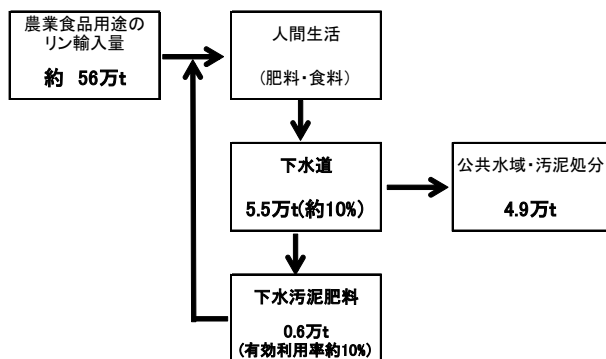 農業食品用途の
リン輸入量
約 56万t
人間生活
(肥料・食料)
下水道
5.5万t(約10%)
公共水域・汚泥処分
4.9万t
下水汚泥肥料
0.6万t
(有効利用率約10%)